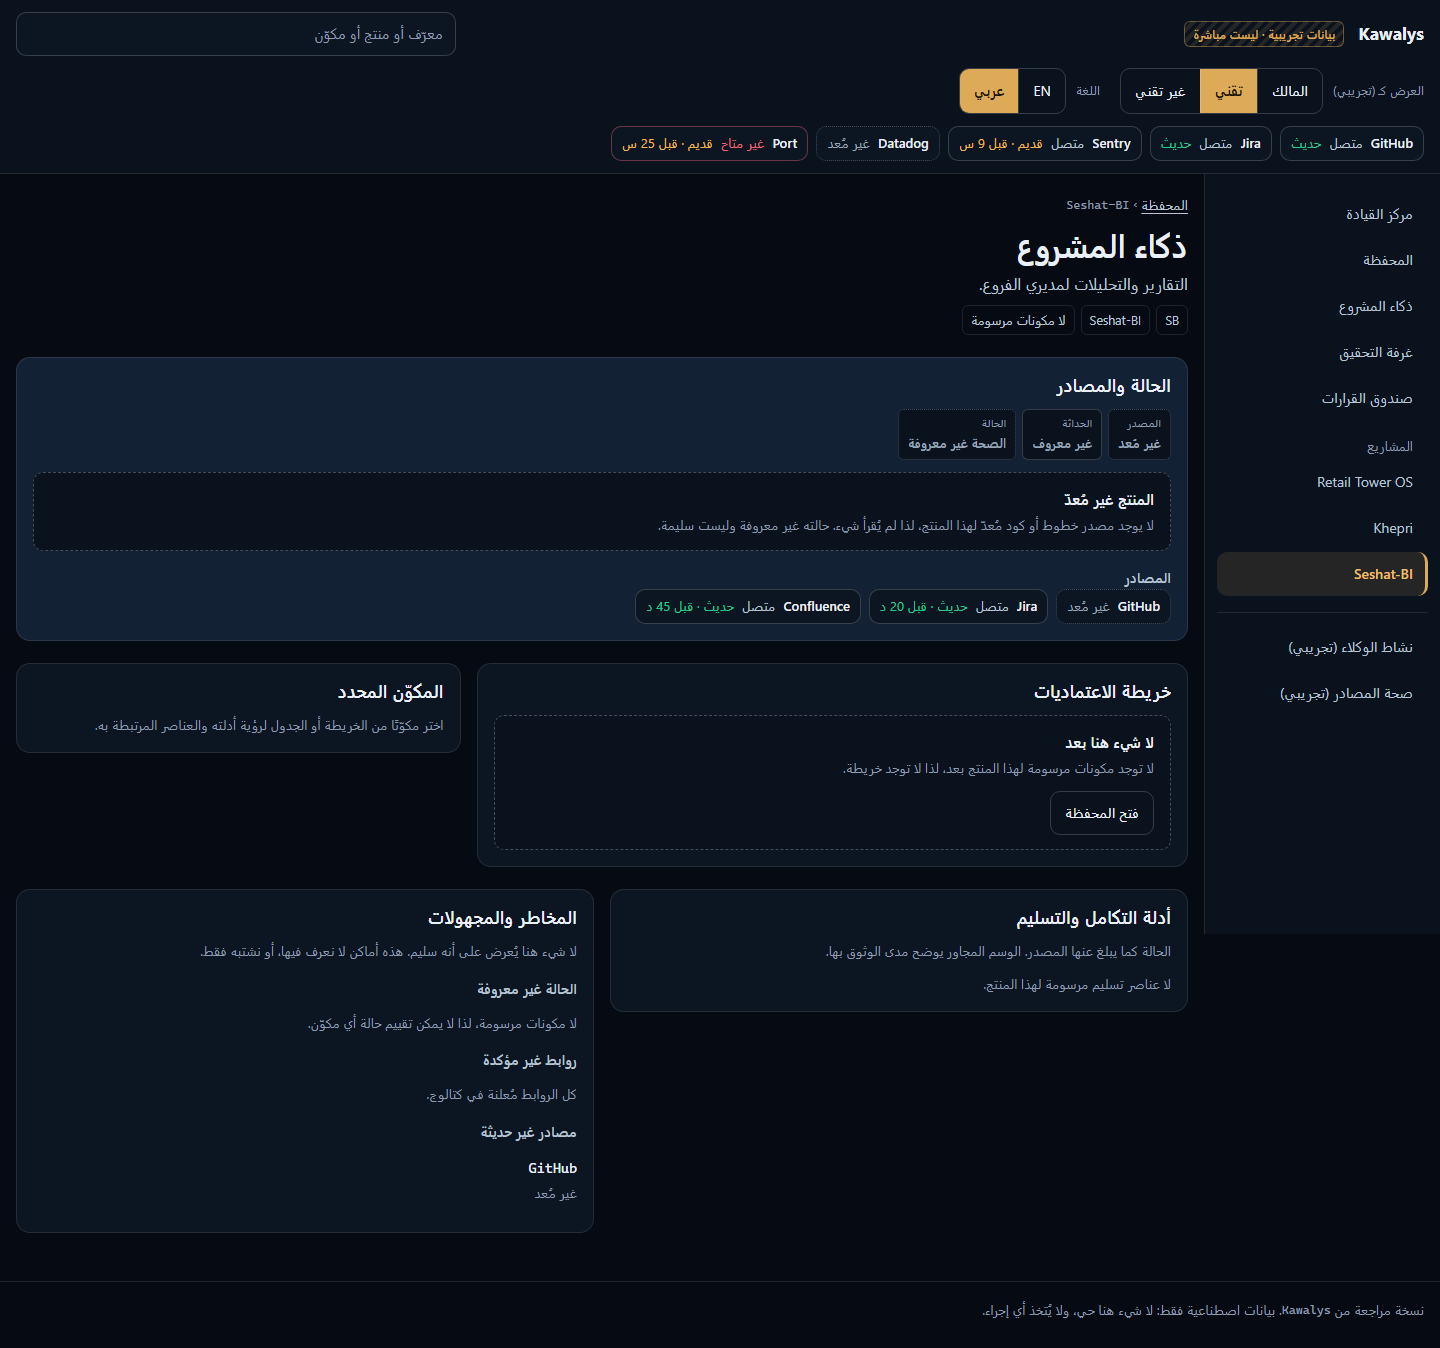 Kawalys
بيانات تجريبية · ليست مباشرة
معرّف أو منتج أو مكوّن
العرض كـ (تجريبي)
المالك
تقني
غير تقني
اللغة
EN
عربي
GitHub متصل حديث
Jira متصل حديث
Sentry متصل قديم · قبل 9 س
Datadog غير مُعد
Port غير متاح قديم · قبل 25 س
مركز القيادة
المحفظة
ذكاء المشروع
غرفة التحقيق
صندوق القرارات
المشاريع
Retail Tower OS
Khepri
Seshat-BI
نشاط الوكلاء (تجريبي)
صحة المصادر (تجريبي)
المحفظة › Seshat-BI
ذكاء المشروع
التقارير والتحليلات لمديري الفروع.
SB
Seshat-BI
لا مكونات مرسومة
الحالة والمصادر
المصدر
غير مُعد
الحداثة
غير معروف
الحالة
الصحة غير معروفة
المنتج غير مُعدّ
لا يوجد مصدر خطوط أو كود مُعدّ لهذا المنتج، لذا لم يُقرأ شيء. حالته غير معروفة وليست سليمة.
المصادر
GitHub غير مُعد
Jira متصل حديث · قبل 20 د
Confluence متصل حديث · قبل 45 د
خريطة الاعتماديات
لا شيء هنا بعد
لا توجد مكونات مرسومة لهذا المنتج بعد، لذا لا توجد خريطة.
فتح المحفظة
المكوّن المحدد
اختر مكوّنًا من الخريطة أو الجدول لرؤية أدلته والعناصر المرتبطة به.
أدلة التكامل والتسليم
الحالة كما يبلغ عنها المصدر. الوسم المجاور يوضح مدى الوثوق بها.
لا عناصر تسليم مرسومة لهذا المنتج.
المخاطر والمجهولات
لا شيء هنا يُعرض على أنه سليم. هذه أماكن لا نعرف فيها، أو نشتبه فقط.
الحالة غير معروفة
لا مكونات مرسومة، لذا لا يمكن تقييم حالة أي مكوّن.
روابط غير مؤكدة
كل الروابط مُعلنة في كتالوج.
مصادر غير حديثة
GitHub
غير مُعد
نسخة مراجعة من Kawalys. بيانات اصطناعية فقط: لا شيء هنا حي، ولا يُتخذ أي إجراء.